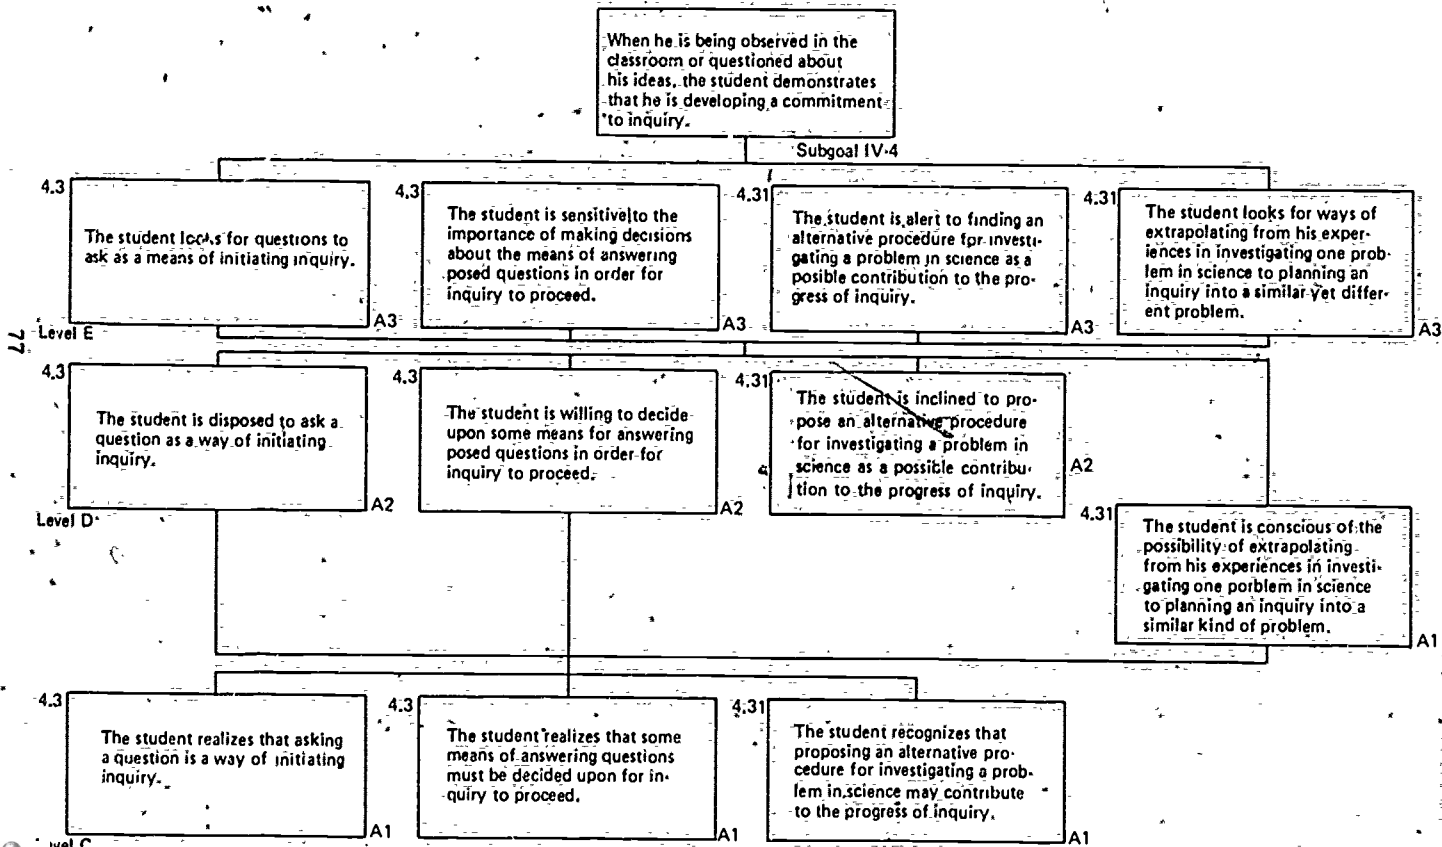 When he is being observed in the
classroom or questioned about
his ideas, the student demonstrates
that he is developing a commitment
to inquiry.
Subgoal IV-4
4.3
The student looks for questions to
ask as a means of initiating inquiry.
A3
4.3
The student is sensitive to the
importance of making decisions
about the means of answering
posed questions in order for
inquiry to proceed.
A3
4.31
The student is alert to finding an
alternative procedure for investi-
gating a problem in science as a
posible contribution to the pro-
gress of inquiry.
A3
4.31
The student looks for ways of
extrapolating from his exper-
iences in investigating one prob-
lem in science to planning an
inquiry into a similar yet differ-
ent problem.
A3
Level E
77
4.3
The student is disposed to ask a
question as a way of initiating
inquiry.
A2
4.3
The student is willing to decide
upon some means for answering
posed questions in order for
inquiry to proceed.
A2
4.31
The student is inclined to pro-
pose an alternative procedure
for investigating a problem in
science as a possible contribu-
tion to the progress of inquiry.
A2
Level D
4.31
The student is conscious of the
possibility of extrapolating
from his experiences in investi-
gating one porblem in science
to planning an inquiry into a
similar kind of problem.
A1
4.3
The student realizes that asking
a question is a way of initiating
inquiry.
A1
4.3
The student realizes that some
means of answering questions
must be decided upon for in-
quiry to proceed.
A1
4.31
The student recognizes that
proposing an alternative pro-
cedure for investigating a prob-
lem in science may contribute
to the progress of inquiry.
A1